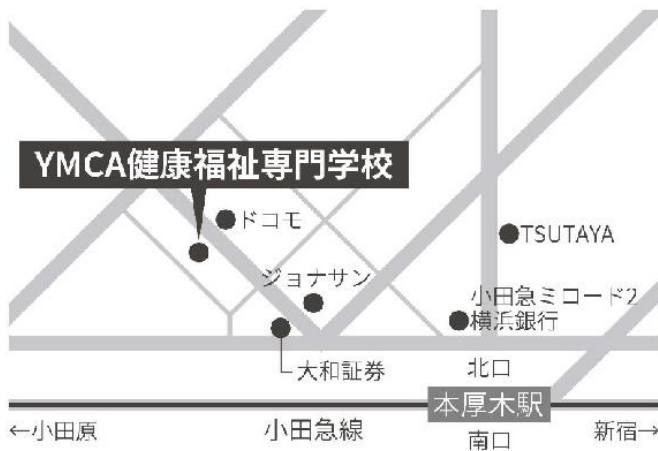 YMCA健康福祉専門学校
ドコモ
TSUTAYA
ジョナサン
小田急ミロード2
横浜銀行
大和証券
北口
本厚木駅
←小田原
小田急線
南口
新宿→